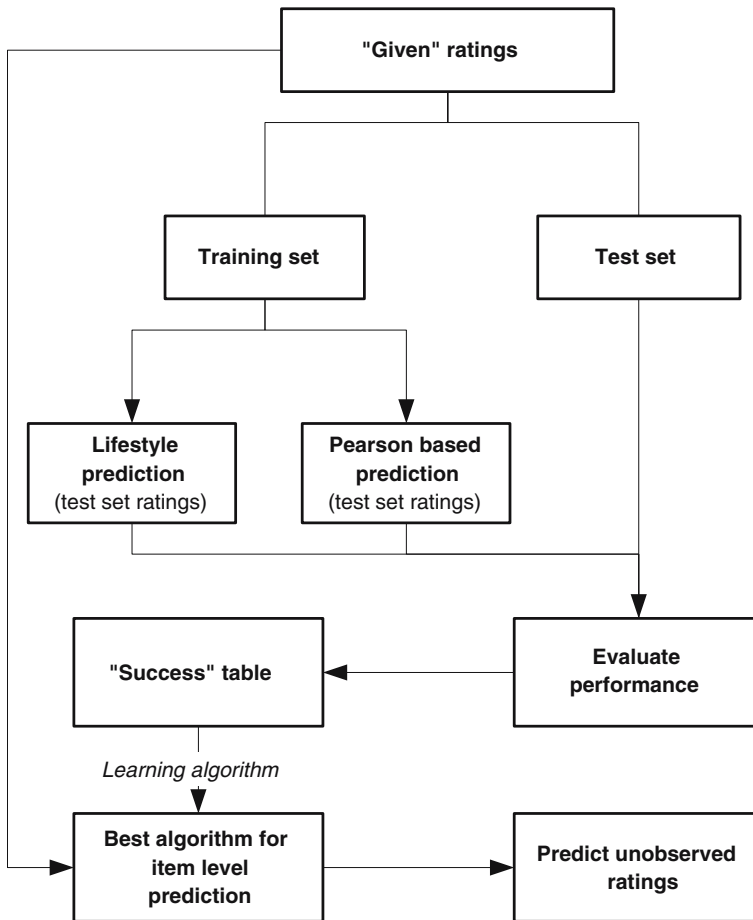 "Given" ratings
Training set
Test set
Lifestyle
prediction
(test set ratings)
Pearson based
prediction
(test set ratings)
"Success" table
Evaluate
performance
Learning algorithm
Best algorithm for
item level
prediction
Predict unobserved
ratings